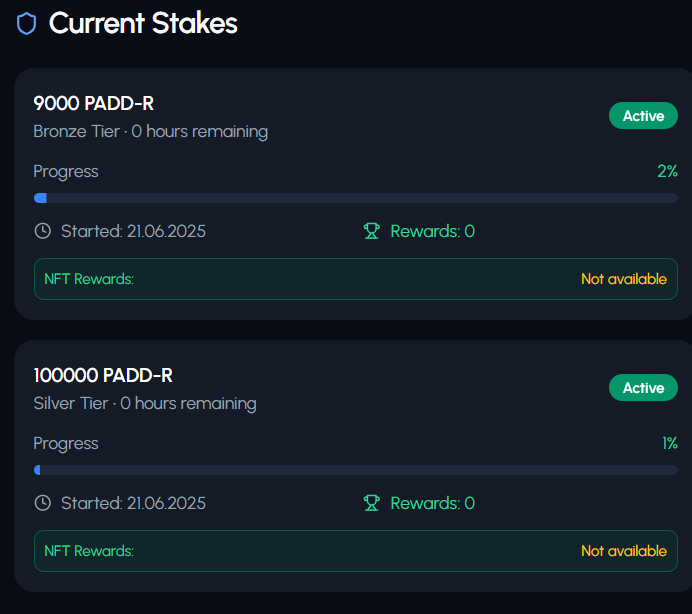 Current Stakes
9000 PADD-R
Active
Bronze Tier · 0 hours remaining
Progress
2%
Started: 21.06.2025
Rewards: 0
NFT Rewards:
Not available
100000 PADD-R
Active
Silver Tier · 0 hours remaining
Progress
1%
Started: 21.06.2025
Rewards: 0
NFT Rewards:
Not available